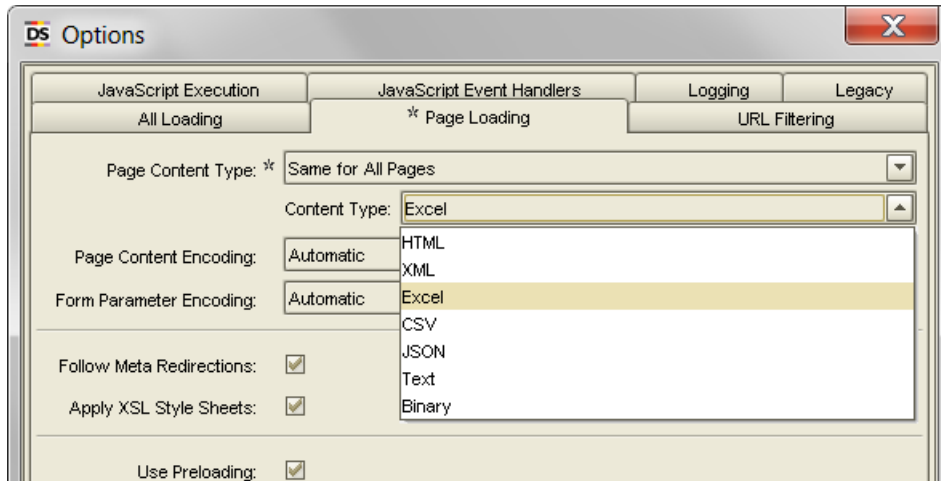 DS Options
X
JavaScript Execution JavaScript Event Handlers Logging Legacy
All Loading * Page Loading URL Filtering
Page Content Type: * Same for All Pages
Content Type: Excel
HTML
Page Content Encoding: Automatic
XML
Form Parameter Encoding: Automatic Excel
CSV
JSON
Follow Meta Redirections:
Text
Apply XSL Style Sheets: Binary
Use Preloading: